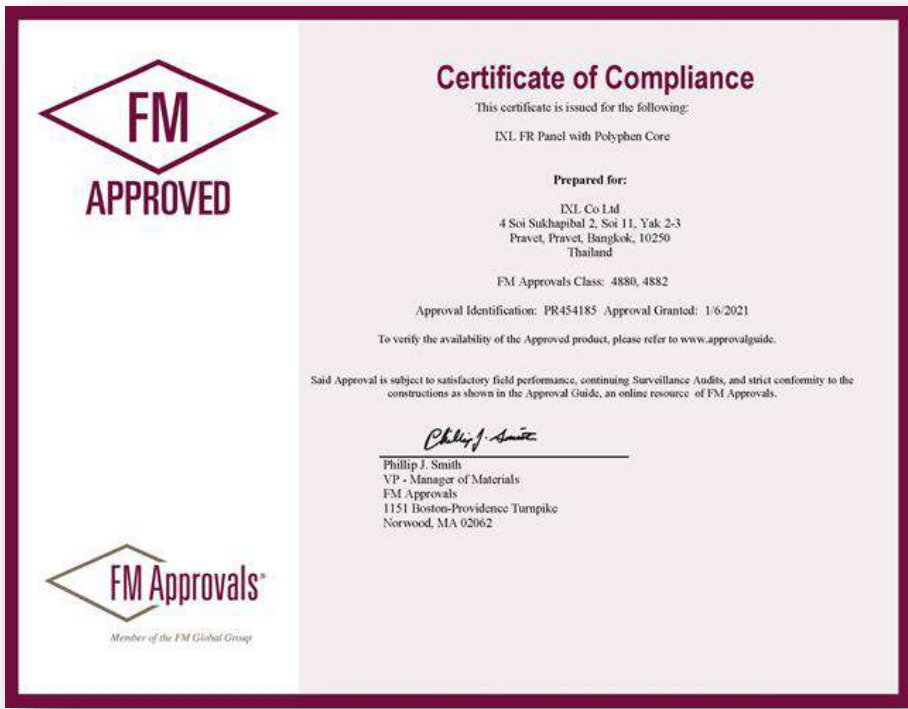 FM
APPROVED
Certificate of Compliance
This certificate is issued for the following:
IXL FR Panel with Polyphen Core
Prepared for:
IXL Co Ltd
4 Soi Sukhapibal 2, Soi 11, Yak 2-3
Pravet, Pravet, Bangkok, 10250
Thailand
FM Approvals Class: 4880, 4882
Approval Identification: PR454185 Approval Granted: 1/6/2021
To verify the availability of the Approved product, please refer to www.approvalguide.
Said Approval is subject to satisfactory field performance, continuing Surveillance Audits, and strict conformity to the
constructions as shown in the Approval Guide, an online resource of FM Approvals.
Phillip J. Smith
Phillip J. Smith
VP - Manager of Materials
FM Approvals
1151 Boston-Providence Turnpike
Norwood, MA 02062
FM Approvals®
Member of the FM Global Group